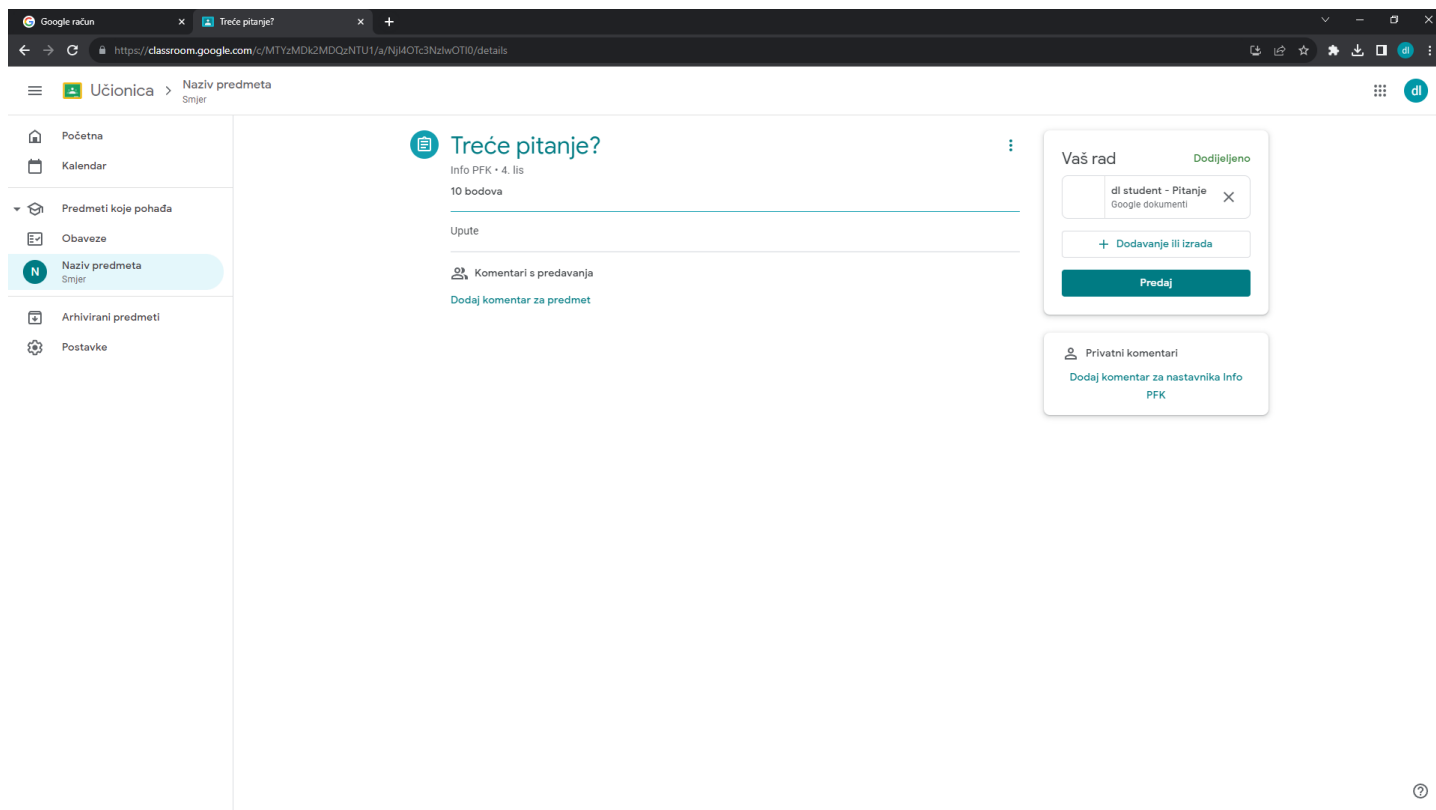 Google račun
Treće pitanje?
https://classroom.google.com/c/MTYzMDk2MDQzNTU1/a/NjI4OTc3NzIwOTI0/details
dl
Učionica > Naziv predmeta
Smjer
dl
Početna
Kalendar
Predmeti koje pohađa
Obaveze
N
Naziv predmeta
Smjer
Arhivirani predmeti
Postavke
Treće pitanje?
Info PFK • 4. lis
10 bodova
Upute
Komentari s predavanja
Dodaj komentar za predmet
Vaš rad
Dodijeljeno
dl student - Pitanje
Google dokumenti
+ Dodavanje ili izrada
Predaj
Privatni komentari
Dodaj komentar za nastavnika Info
PFK